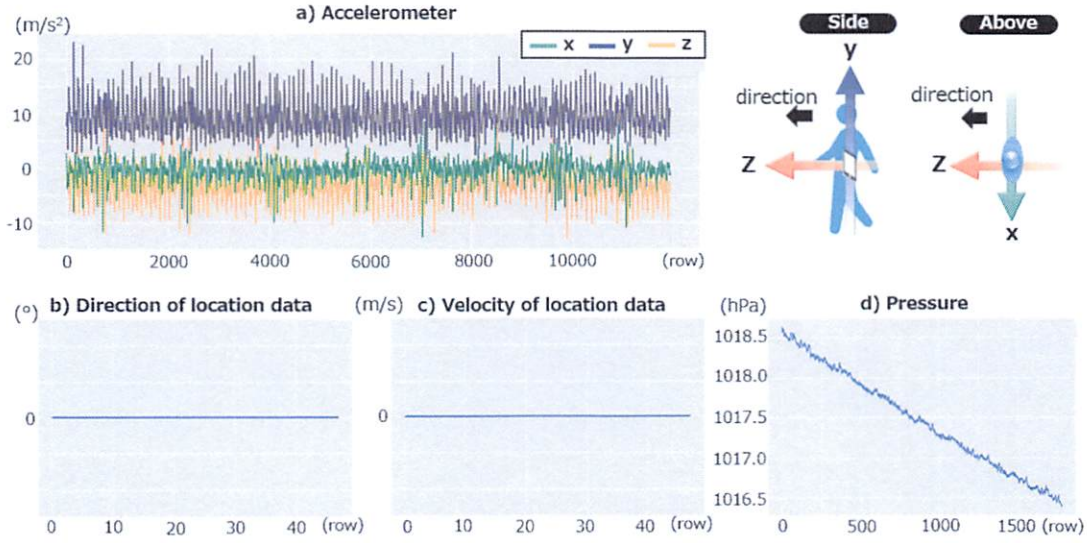 a) Accelerometer
(m/s²)
x y z
20
10
0
-10
0 2000 4000 6000 8000 10000 (row)
Side
y
direction
Z
Above
direction
Z
x
b) Direction of location data
(°)
0
0 10 20 30 40 (row)
c) Velocity of location data
(m/s)
0
0 10 20 30 40 (row)
d) Pressure
(hPa)
1018.5
1018.0
1017.5
1017.0
1016.5
0 500 1000 1500 (row)